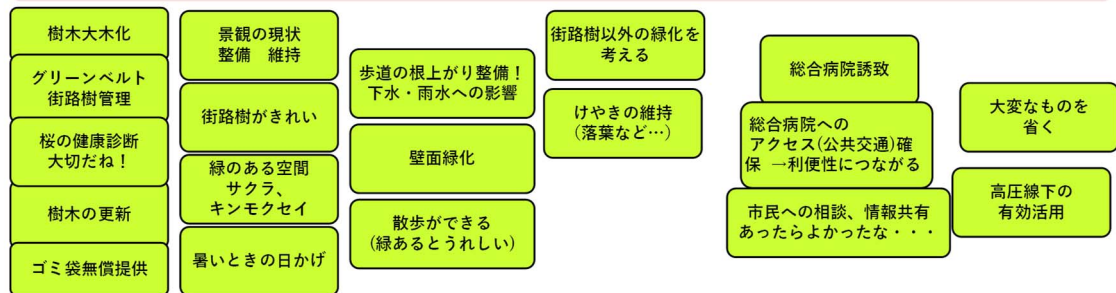 樹木大木化
グリーンベルト
街路樹管理
桜の健康診断
大切だね！
樹木の更新
ゴミ袋無償提供
景観の現状
整備　維持
街路樹がきれい
緑のある空間
サクラ、
キンモクセイ
暑いときの日かげ
歩道の根上がり整備！
下水・雨水への影響
壁面緑化
散歩ができる
(緑あるとうれしい)
街路樹以外の緑化を
考える
けやきの維持
(落葉など…)
総合病院誘致
総合病院への
アクセス(公共交通)確
保　→利便性につながる
市民への相談、情報共有
あったらよかったな・・・
大変なものを
省く
高圧線下の
有効活用